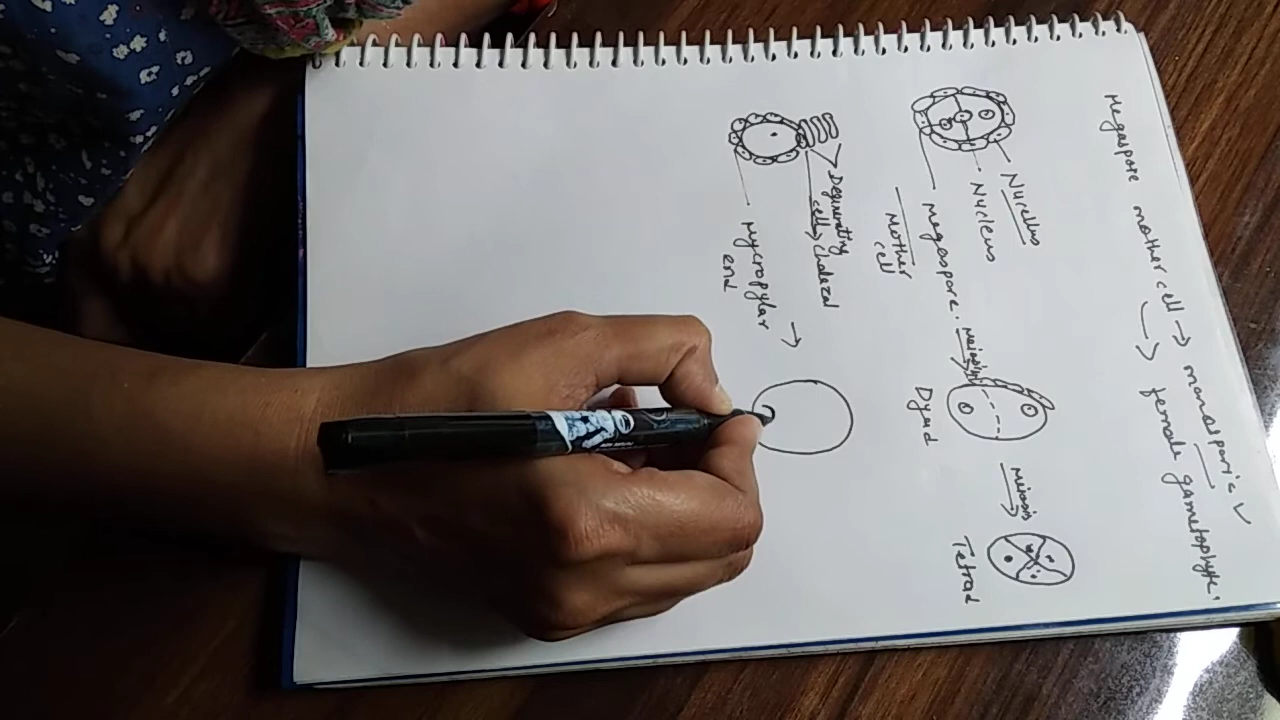 Megaspore mother cell → monosporic ✓
→ female gametophyte.
Nucellus
Nucleus
Megaspore.
Mother
cell
Meiosis
Dyad
Meiosis
Tetrad
Degenerating
cells → Chalazal
Mycropylar →
end